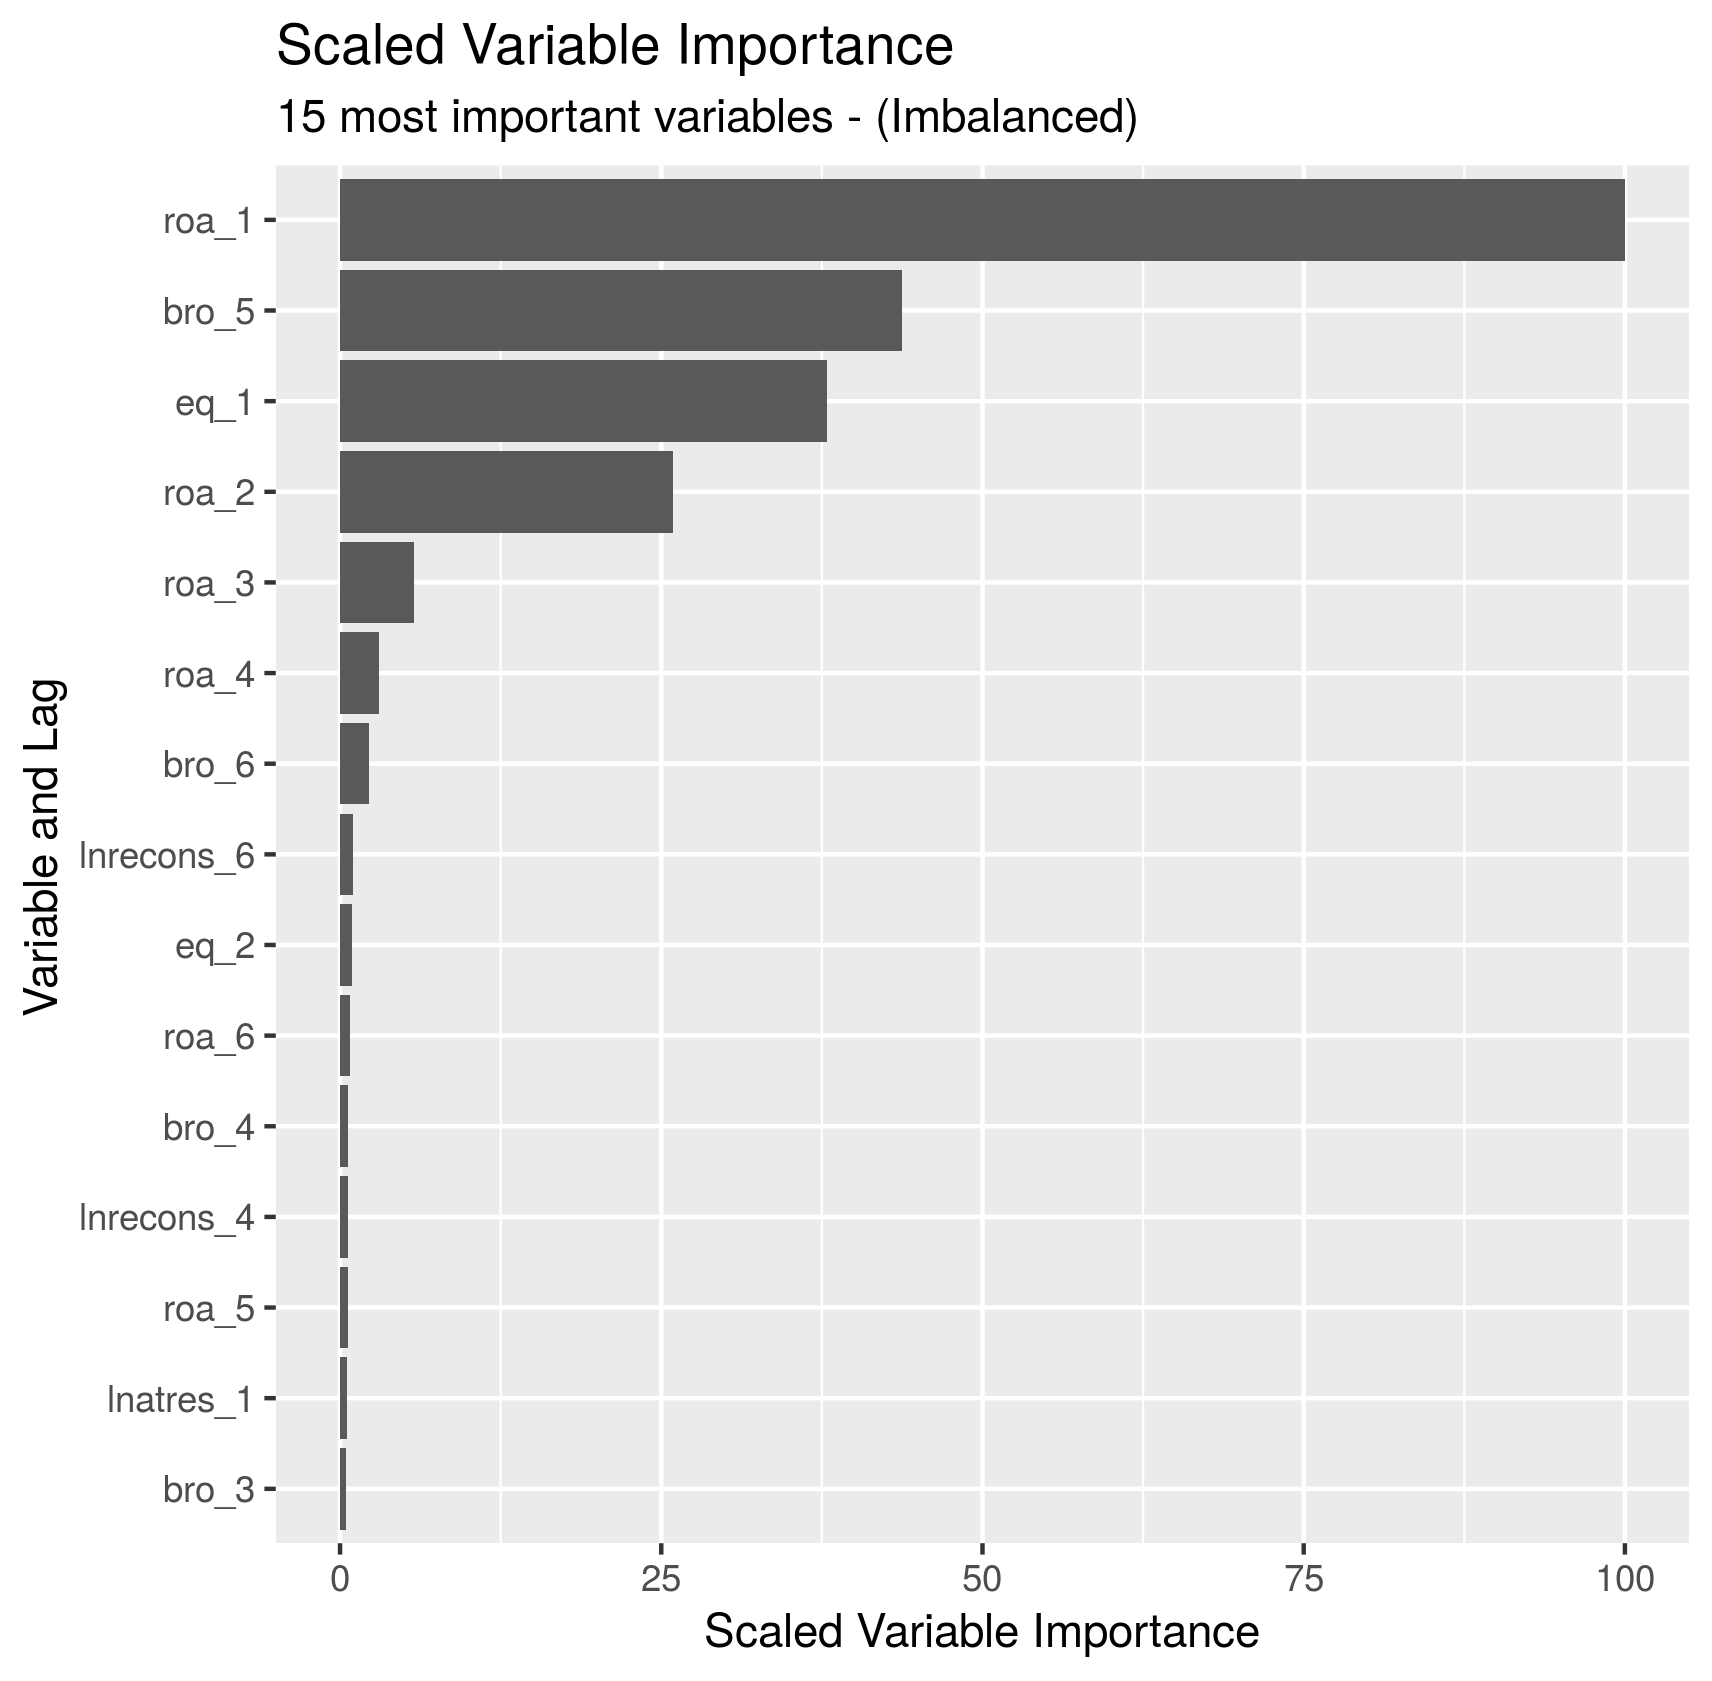 Scaled Variable Importance
15 most important variables - (Imbalanced)
Variable and Lag
roa_1
bro_5
eq_1
roa_2
roa_3
roa_4
bro_6
lnrecons_6
eq_2
roa_6
bro_4
lnrecons_4
roa_5
lnatres_1
bro_3
0 25 50 75 100
Scaled Variable Importance